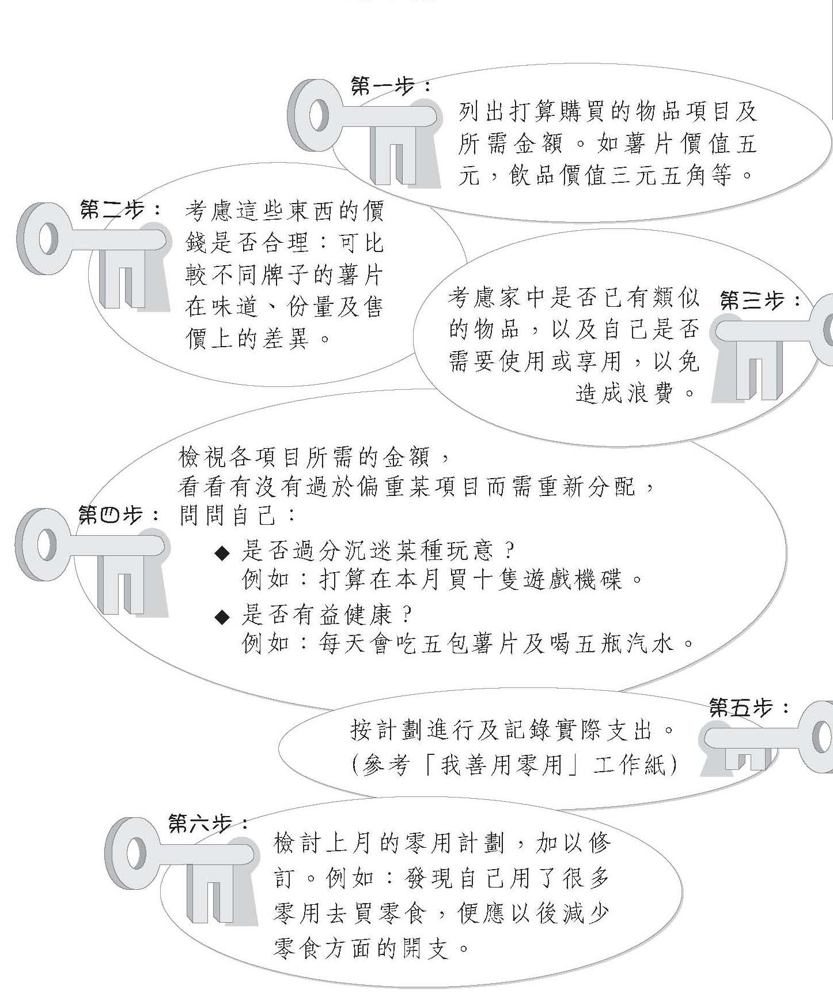 第一步：
列出打算購買的物品項目及
所需金額。如薯片價值五
元，飲品價值三元五角等。
第二步：
考慮這些東西的價
錢是否合理：可比
較不同牌子的薯片
在味道、份量及售
價上的差異。
第三步：
考慮家中是否已有類似
的物品，以及自己是否
需要使用或享用，以免
造成浪費。
第四步：
檢視各項目所需的金額，
看看有沒有過於偏重某項目而需重新分配，
問問自己：
◆ 是否過分沉迷某種玩意？
例如：打算在本月買十隻遊戲機碟。
◆ 是否有益健康？
例如：每天會吃五包薯片及喝五瓶汽水。
第五步：
按計劃進行及記錄實際支出。
(參考「我善用零用」工作紙)
第六步：
檢討上月的零用計劃，加以修
訂。例如：發現自己用了很多
零用去買零食，便應以後減少
零食方面的開支。